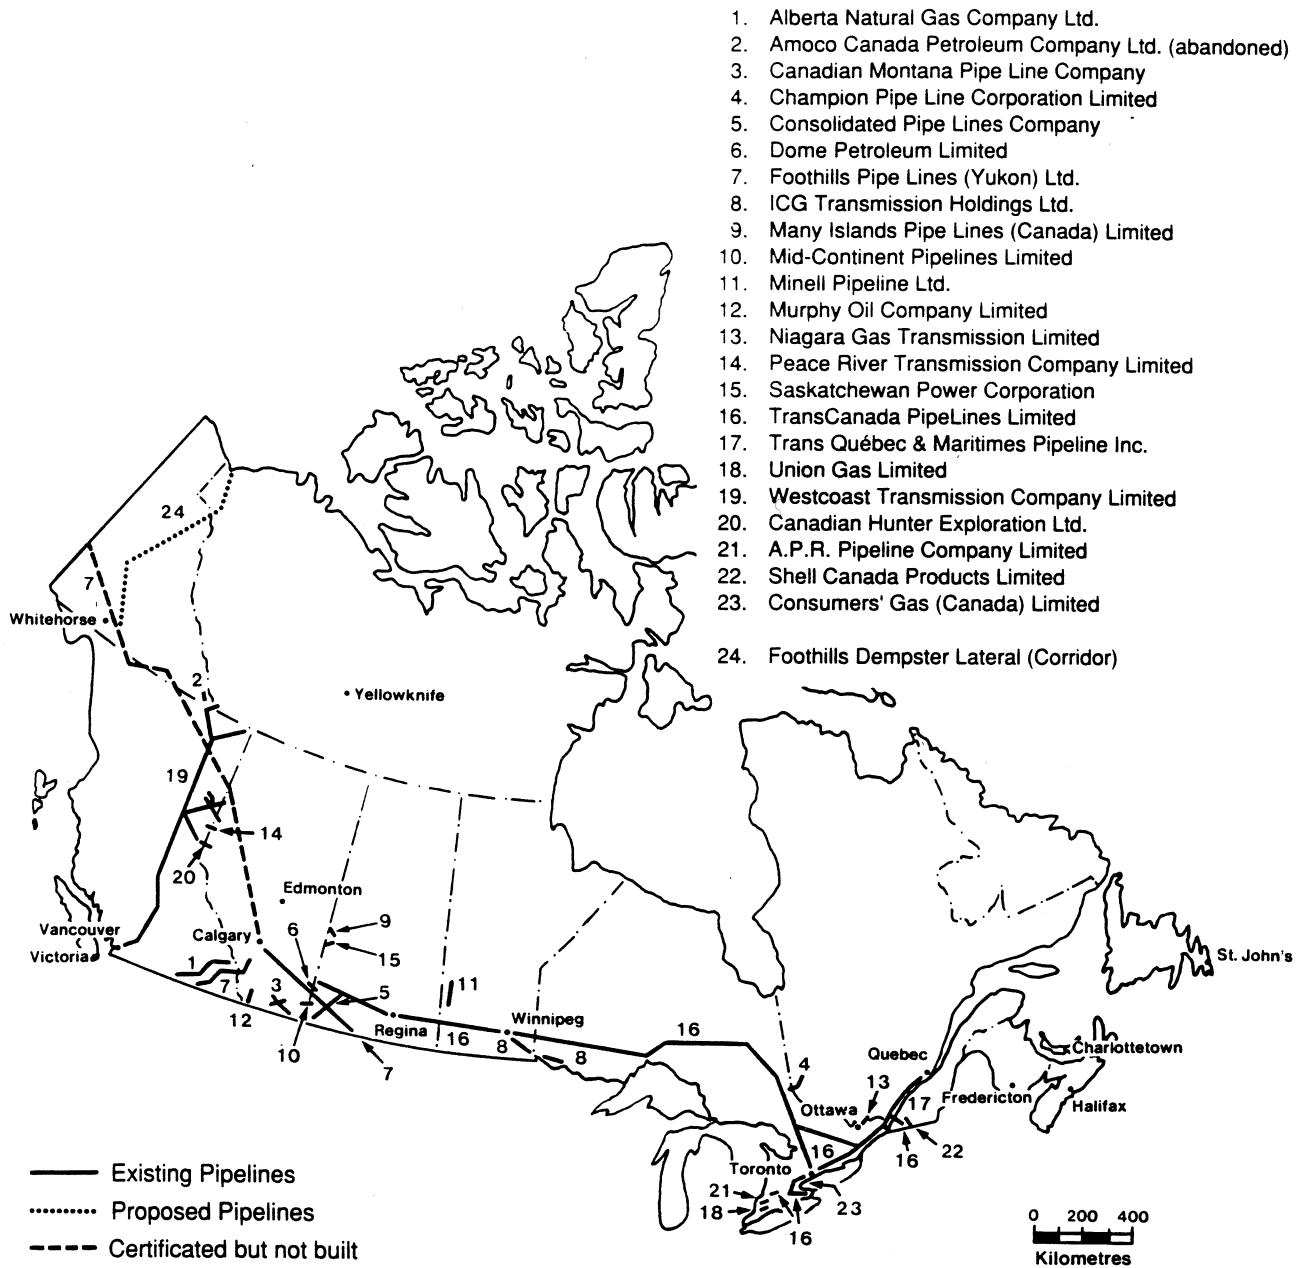 1. Alberta Natural Gas Company Ltd.
2. Amoco Canada Petroleum Company Ltd. (abandoned)
3. Canadian Montana Pipe Line Company
4. Champion Pipe Line Corporation Limited
5. Consolidated Pipe Lines Company
6. Dome Petroleum Limited
7. Foothills Pipe Lines (Yukon) Ltd.
8. ICG Transmission Holdings Ltd.
9. Many Islands Pipe Lines (Canada) Limited
10. Mid-Continent Pipelines Limited
11. Minell Pipeline Ltd.
12. Murphy Oil Company Limited
13. Niagara Gas Transmission Limited
14. Peace River Transmission Company Limited
15. Saskatchewan Power Corporation
16. TransCanada PipeLines Limited
17. Trans Québec & Maritimes Pipeline Inc.
18. Union Gas Limited
19. Westcoast Transmission Company Limited
20. Canadian Hunter Exploration Ltd.
21. A.P.R. Pipeline Company Limited
22. Shell Canada Products Limited
23. Consumers' Gas (Canada) Limited
24. Foothills Dempster Lateral (Corridor)
24
7
Whitehorse
2
Yellowknife
19
14
20
Edmonton
9
Vancouver
Calgary
6
Victoria
15
St. John's
1
7
3
5
11
12
Regina
Winnipeg
16
16
10
8
8
7
Quebec
Charlottetown
4
13
Ottawa
17
Fredericton
Halifax
16
22
16
Toronto
21
18
23
16
Existing Pipelines
Proposed Pipelines
Certificated but not built
0 200 400
Kilometres